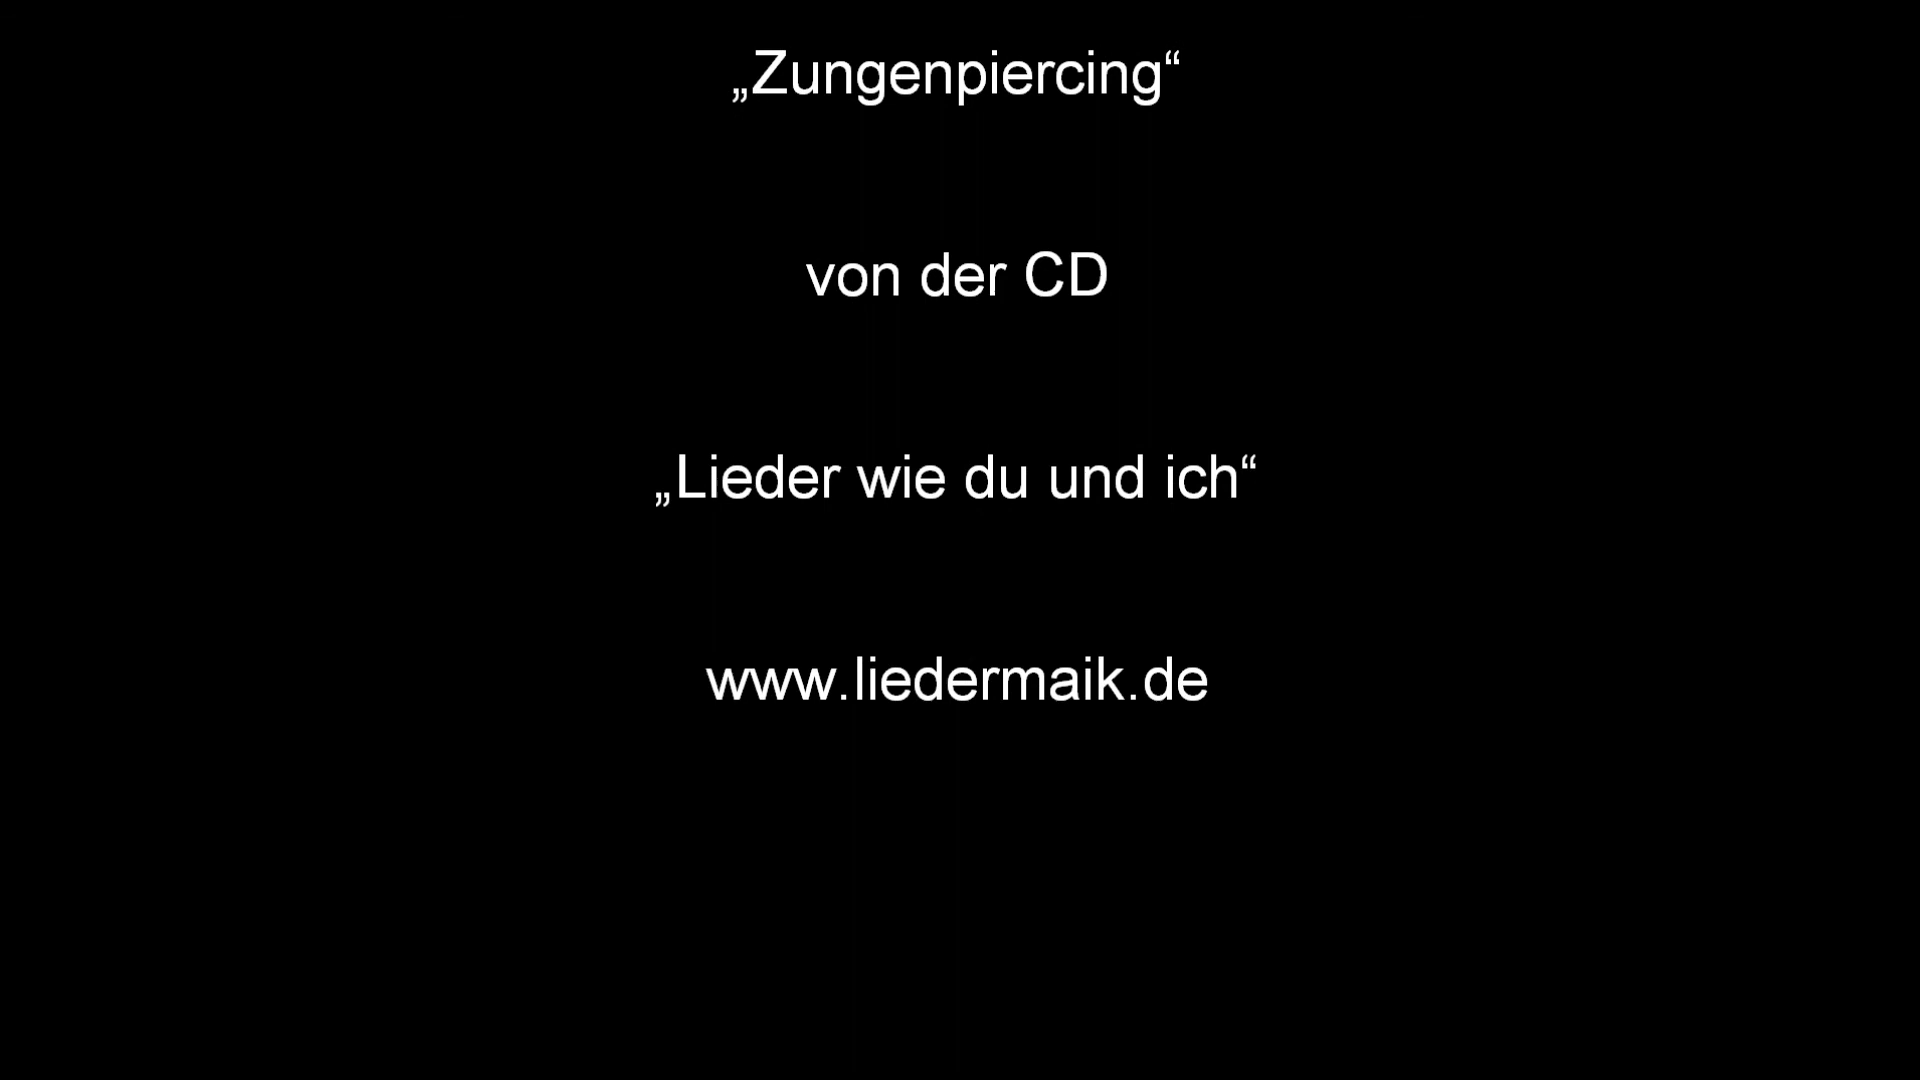 „Zungenpiercing“
von der CD
„Lieder wie du und ich“
www.liedermaik.de